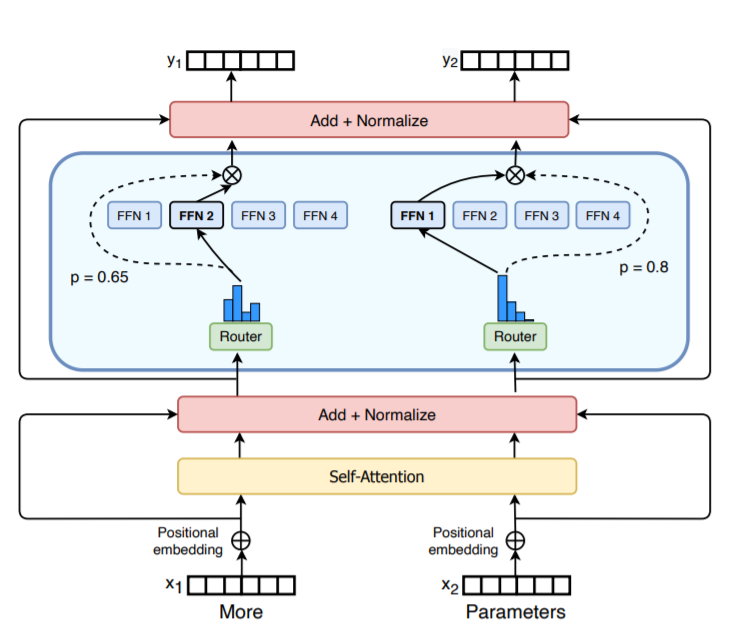 y1 y2
Add + Normalize
FFN 1 FFN 2 FFN 3 FFN 4 FFN 1 FFN 2 FFN 3 FFN 4
p = 0.65 p = 0.8
Router Router
Add + Normalize
Self-Attention
Positional
embedding
Positional
embedding
x1 x2
More Parameters